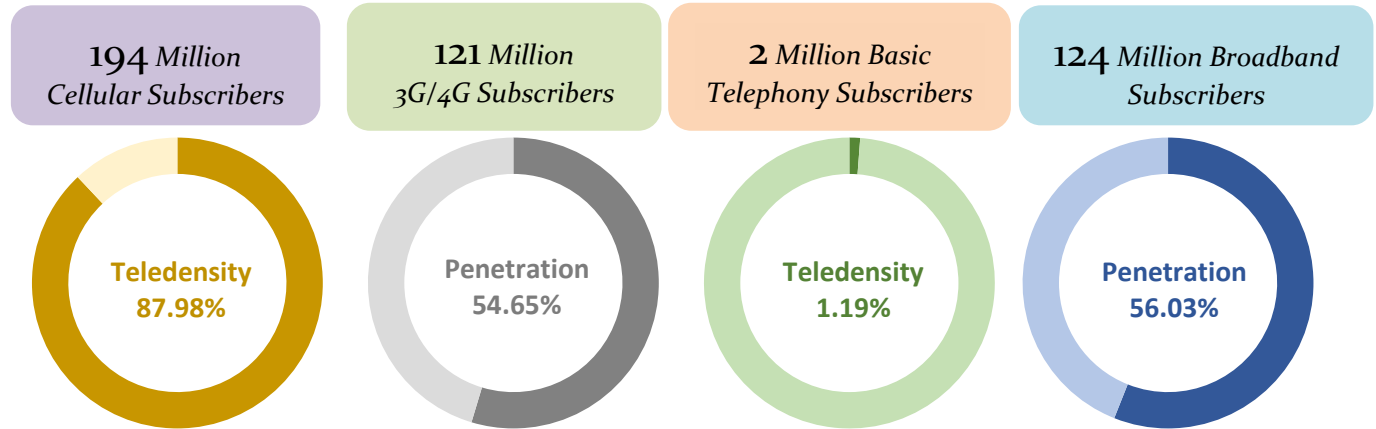 194 Million
Cellular Subscribers
121 Million
3G/4G Subscribers
2 Million Basic
Telephony Subscribers
124 Million Broadband
Subscribers
Teledensity
87.98%
Penetration
54.65%
Teledensity
1.19%
Penetration
56.03%